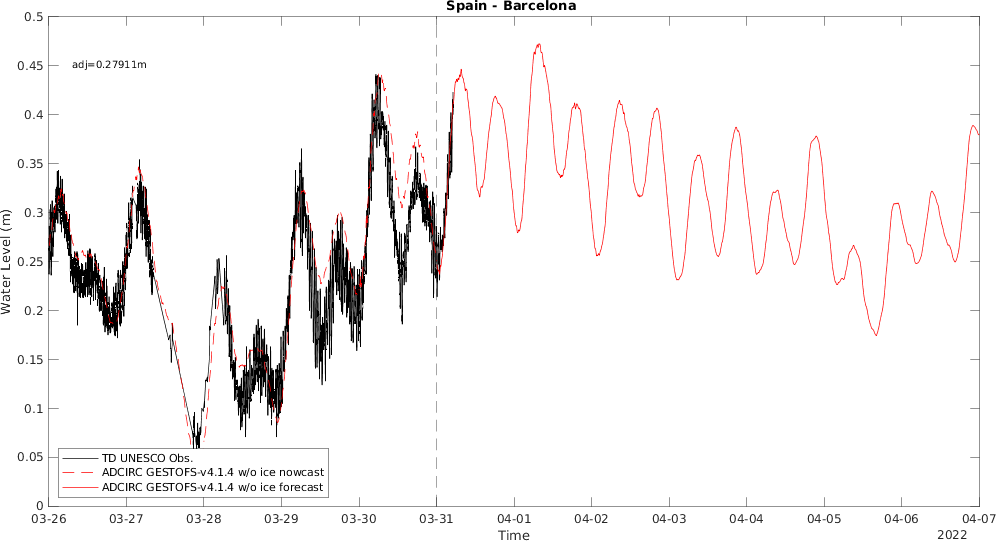 Spain - Barcelona
0.5
0.45
0.4
0.35
0.3
0.25
0.2
0.15
0.1
0.05
0
Water Level (m)
adj=0.27911m
TD UNESCO Obs.
ADCIRC GESTOFS-v4.1.4 w/o ice nowcast
ADCIRC GESTOFS-v4.1.4 w/o ice forecast
03-26 03-27 03-28 03-29 03-30 03-31 04-01 04-02 04-03 04-04 04-05 04-06 04-07
Time
2022